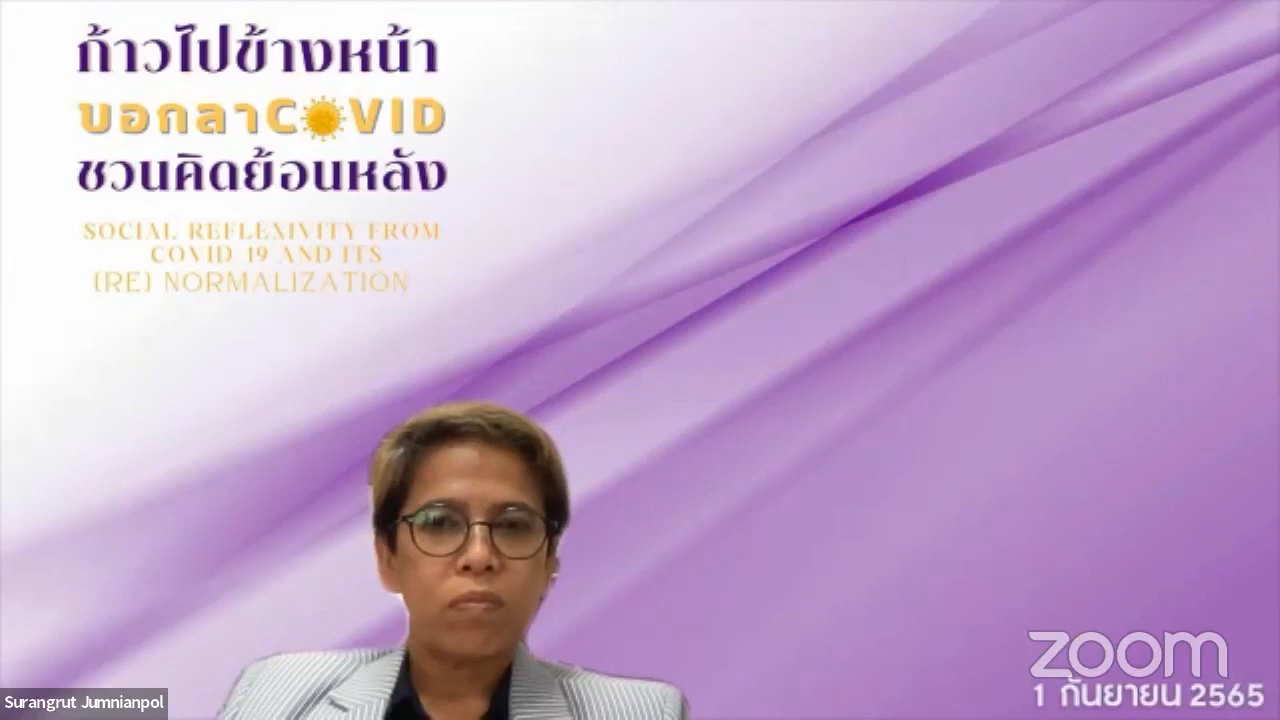 ก้าวไปข้างหน้า
บอกลาCOVID
ชวนคิดย้อนหลัง
SOCIAL REFLEXIVITY FROM
COVID 19 AND ITS
(RE) NORMALIZATION
zoom
1 กันยายน 2565
Surangrut Jumnianpol